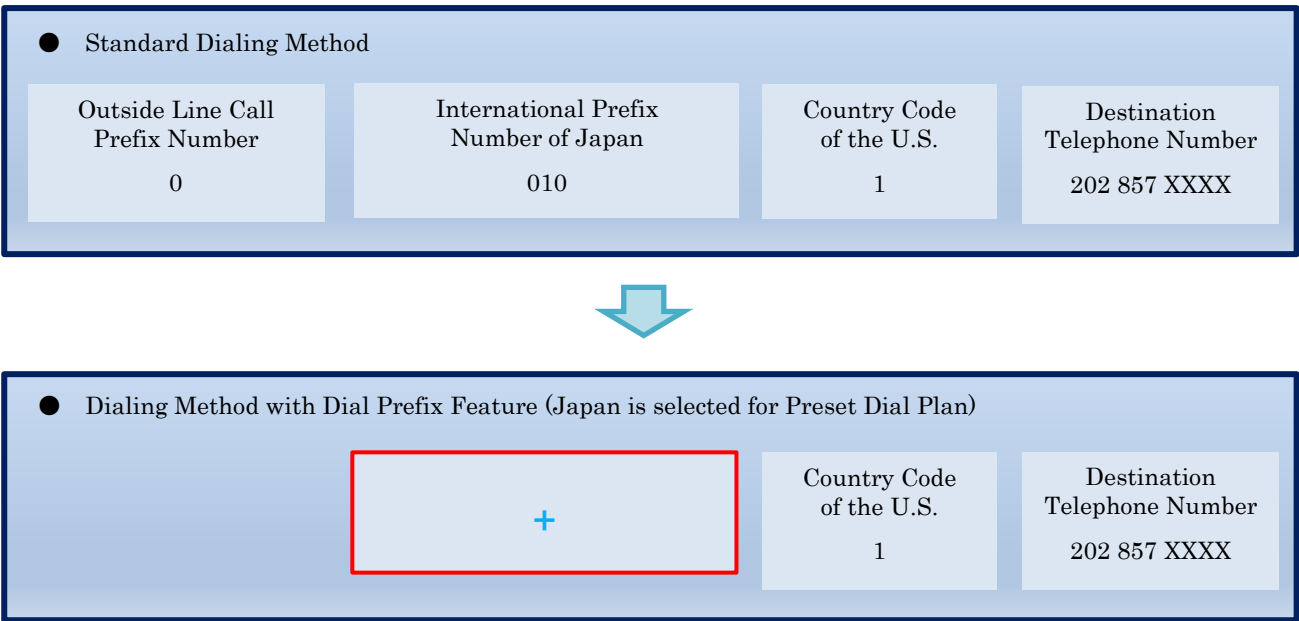 ● Standard Dialing Method
Outside Line Call
Prefix Number
0
International Prefix
Number of Japan
010
Country Code
of the U.S.
1
Destination
Telephone Number
202 857 XXXX
● Dialing Method with Dial Prefix Feature (Japan is selected for Preset Dial Plan)
+
Country Code
of the U.S.
1
Destination
Telephone Number
202 857 XXXX